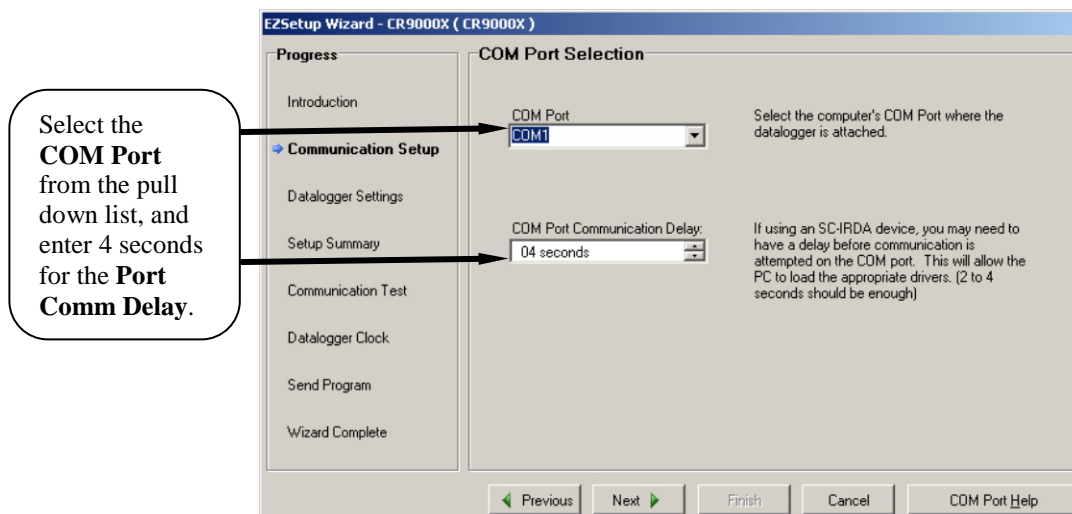 EZSetup Wizard - CR9000X ( CR9000X )
Progress
Introduction
Communication Setup
Datalogger Settings
Setup Summary
Communication Test
Datalogger Clock
Send Program
Wizard Complete
COM Port Selection
COM Port
COM1
Select the computer's COM Port where the
datalogger is attached.
COM Port Communication Delay:
04 seconds
If using an SC-IRDA device, you may need to
have a delay before communication is
attempted on the COM port. This will allow the
PC to load the appropriate drivers. (2 to 4
seconds should be enough)
Previous
Next
Finish
Cancel
COM Port Help
Select the
COM Port
from the pull
down list, and
enter 4 seconds
for the Port
Comm Delay.